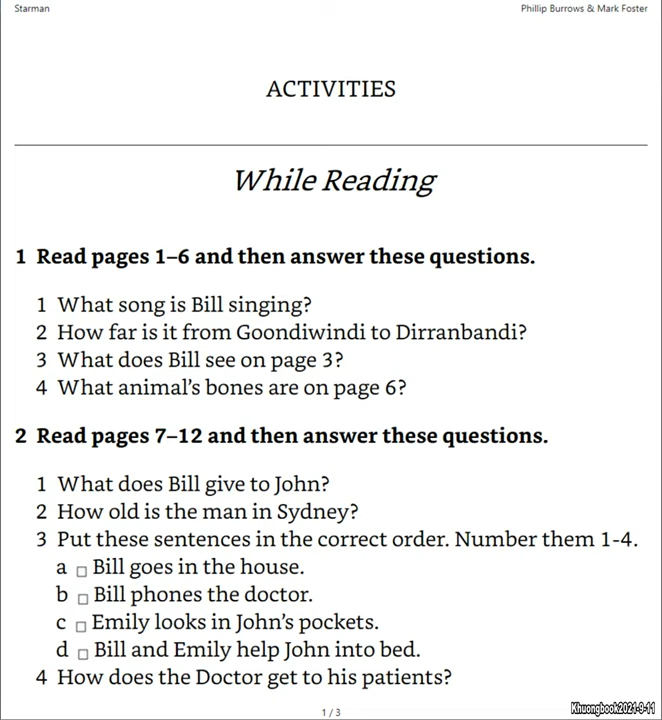 Starman
Phillip Burrows & Mark Foster
ACTIVITIES
While Reading
1 Read pages 1–6 and then answer these questions.
1 What song is Bill singing?
2 How far is it from Goondiwindi to Dirranbandi?
3 What does Bill see on page 3?
4 What animal's bones are on page 6?
2 Read pages 7–12 and then answer these questions.
1 What does Bill give to John?
2 How old is the man in Sydney?
3 Put these sentences in the correct order. Number them 1-4.
a □ Bill goes in the house.
b □ Bill phones the doctor.
c □ Emily looks in John's pockets.
d □ Bill and Emily help John into bed.
4 How does the Doctor get to his patients?
1 / 3
Khuongbook2021-9-11